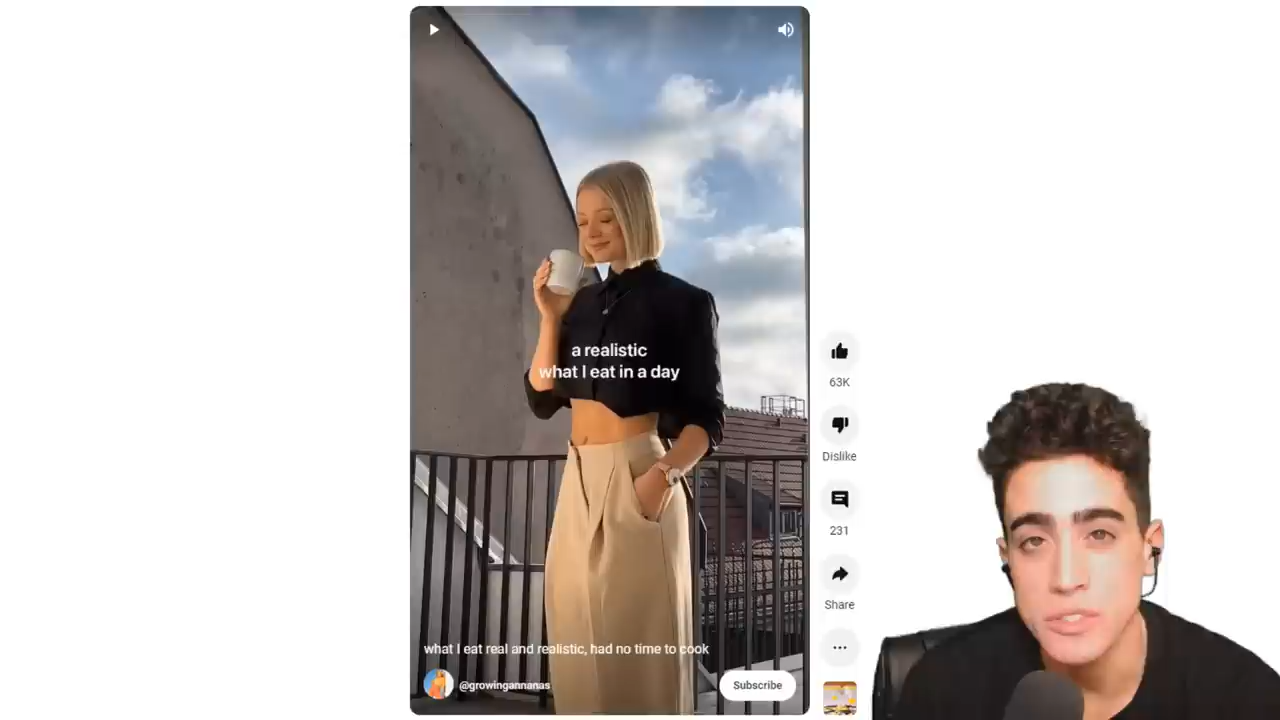 a realistic
what I eat in a day
63K
Dislike
231
Share
what I eat real and realistic, had no time to cook
@growingannanas
Subscribe